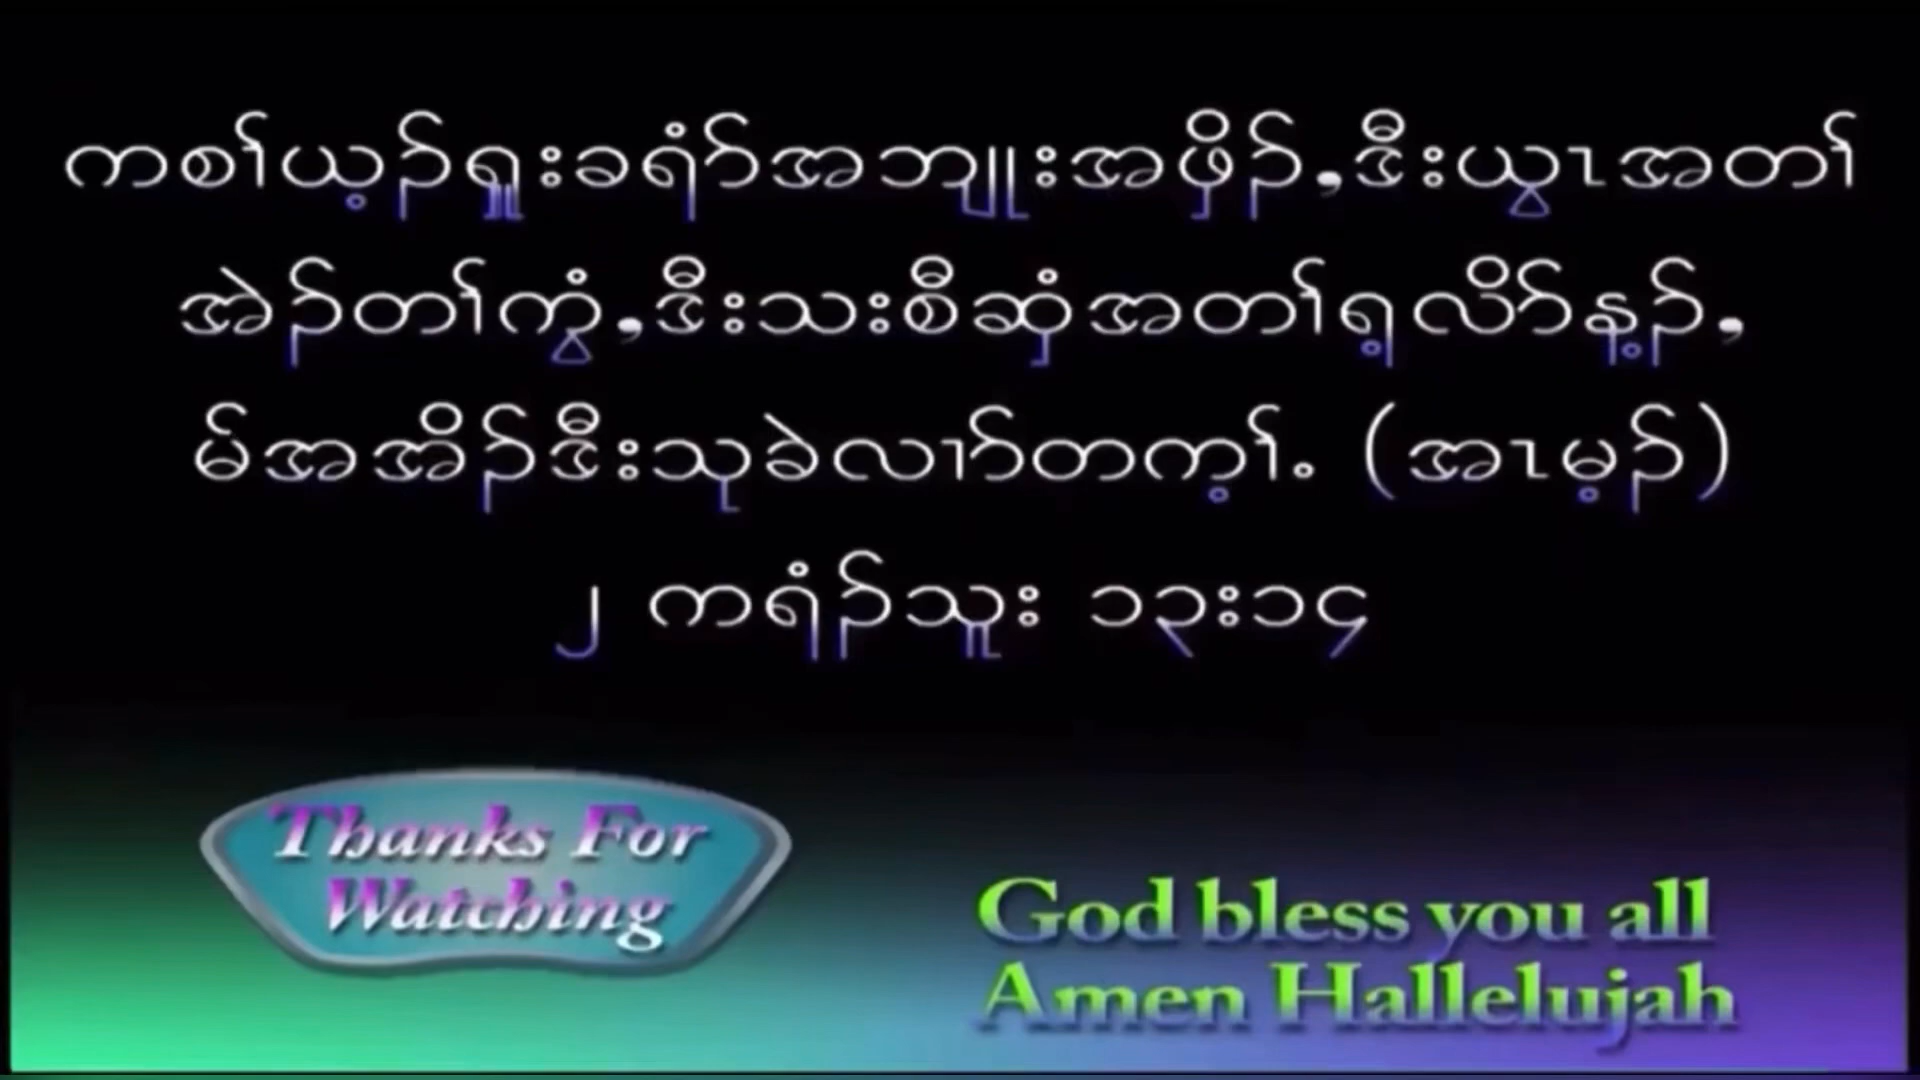 ကစၢ်ယ့ၣ်ရှူးခရံာ်အဘျုးအဖှိၣ်,ဒီးယွၤအတၢ်
အဲၣ်တၢ်ကွံ,ဒီးသးစီဆှံအတၢ်ရ့လိာ်န့ၣ်,
မ်အအိၣ်ဒီးသုခဲလၢာ်တက့ၢ်. (အၤမ့ၣ်)
၂ ကရံၣ်သူး ၁၃း၁၄
Thanks For
Watching
God bless you all
Amen Hallelujah